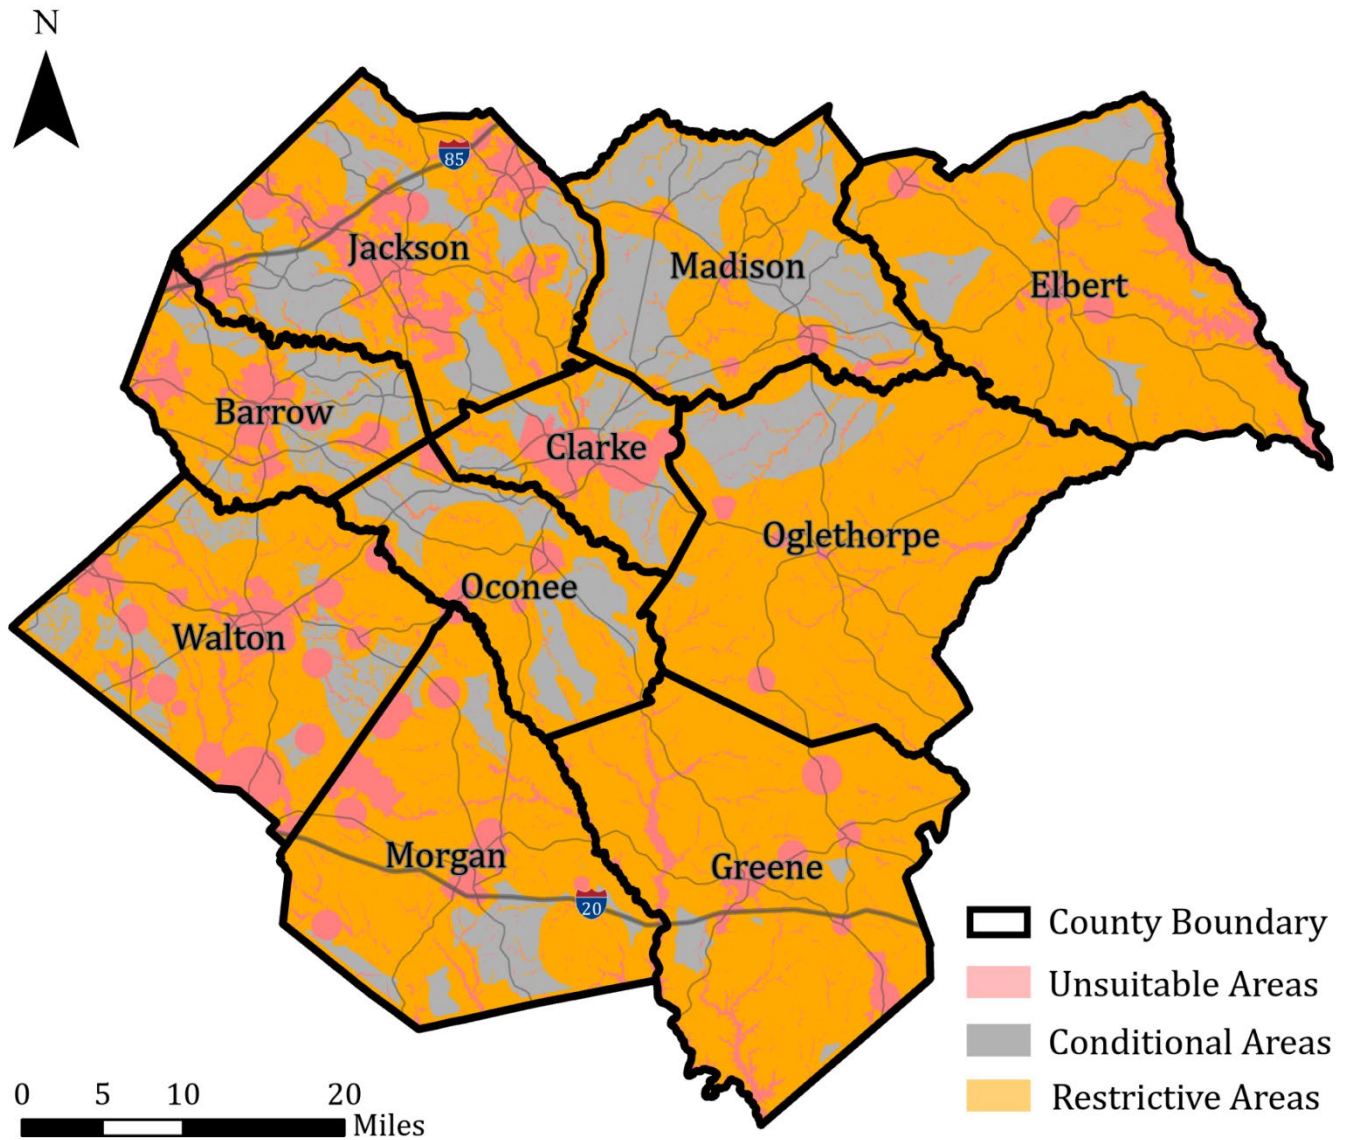 N
85
Jackson
Madison
Elbert
Barrow
Clarke
Oglethorpe
Oconee
Walton
Morgan
Greene
20
County Boundary
Unsuitable Areas
Conditional Areas
Restrictive Areas
0 5 10 20
Miles